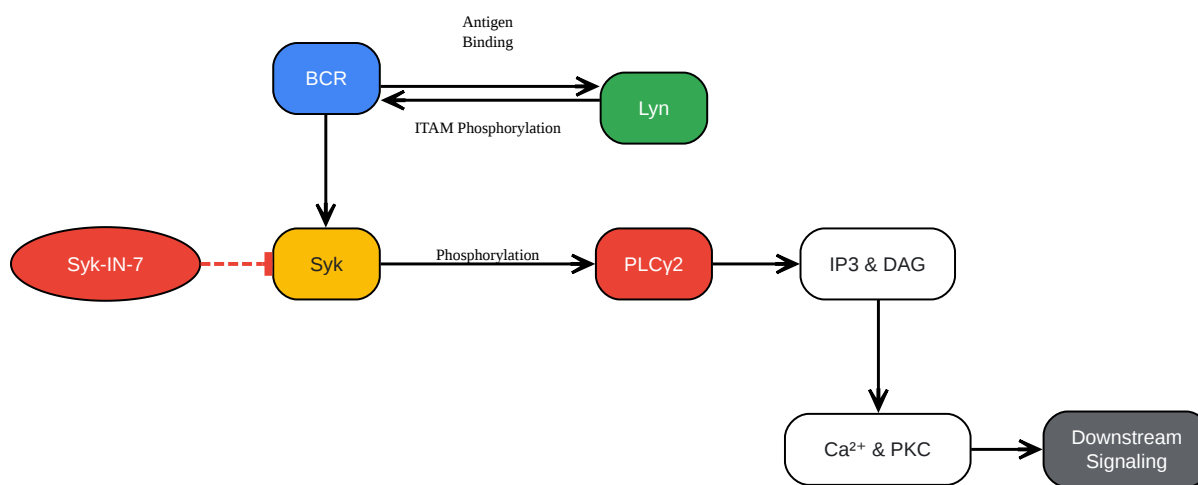 Antigen
Binding
BCR
Lyn
ITAM Phosphorylation
Syk-IN-7
Syk
Phosphorylation
PLCγ2
IP3 & DAG
Ca²⁺ & PKC
Downstream
Signaling